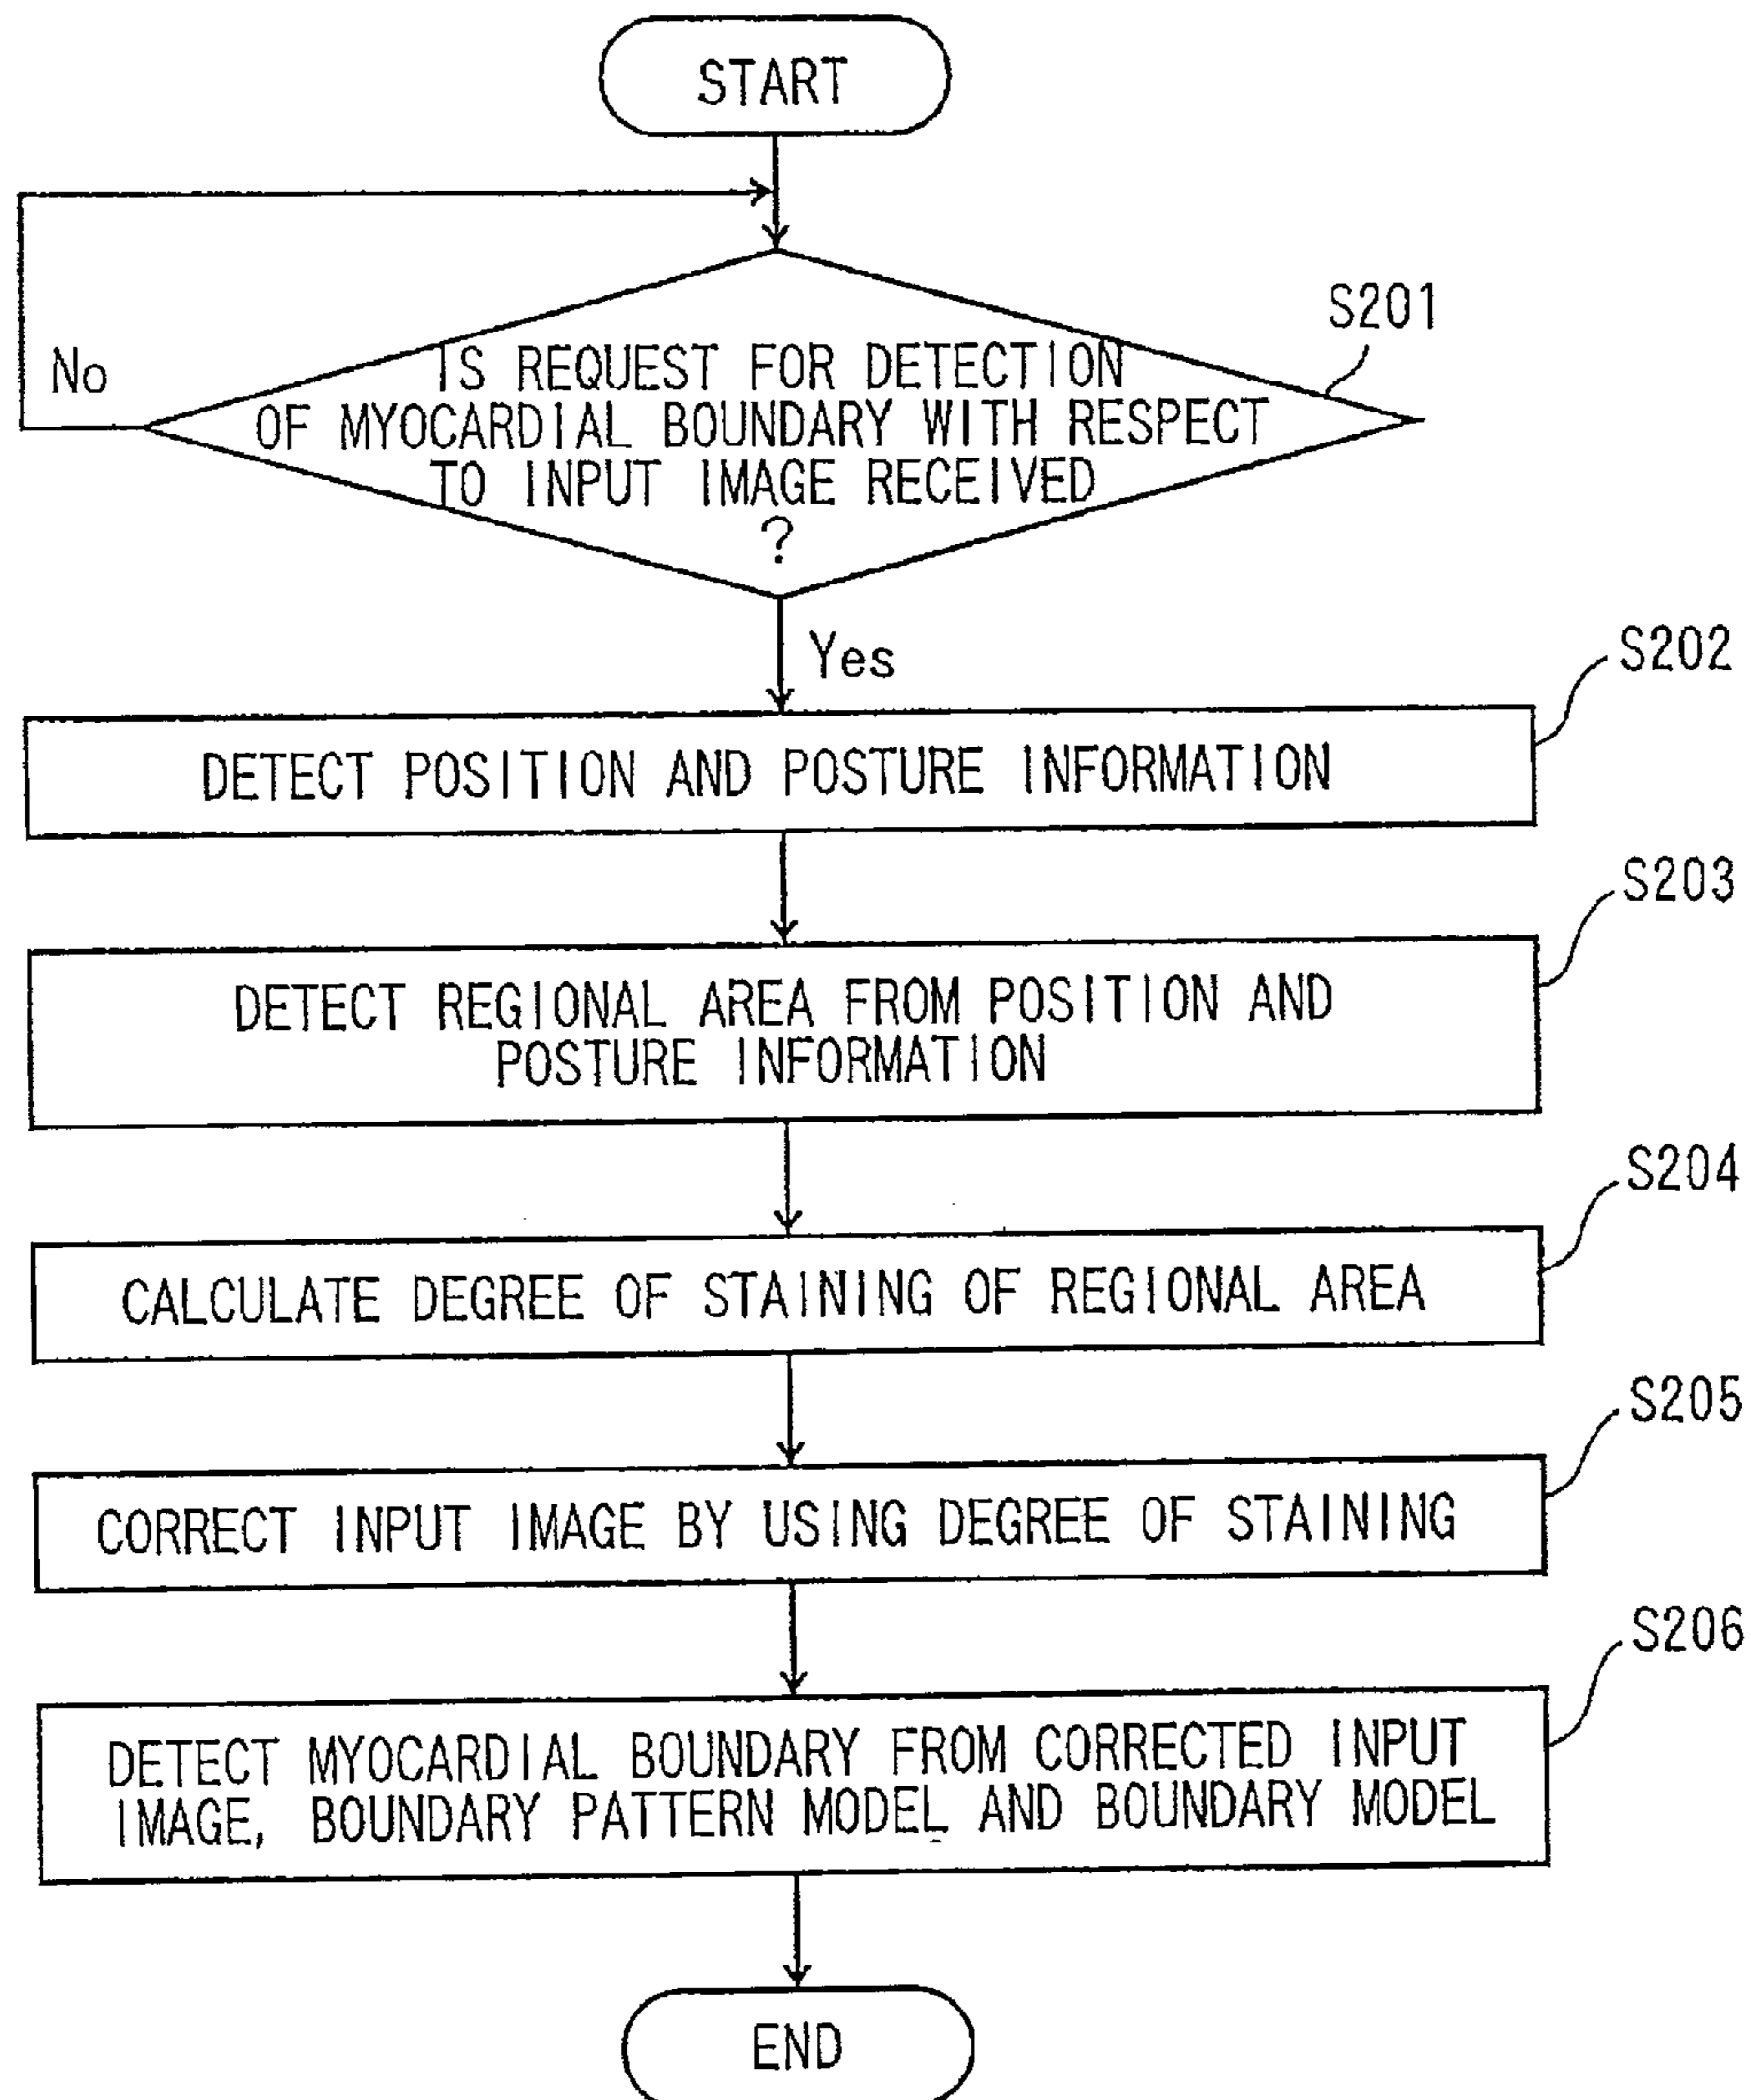 START
S201
No
IS REQUEST FOR DETECTION
OF MYOCARDIAL BOUNDARY WITH RESPECT
TO INPUT IMAGE RECEIVED
?
Yes
S202
DETECT POSITION AND POSTURE INFORMATION
S203
DETECT REGIONAL AREA FROM POSITION AND
POSTURE INFORMATION
S204
CALCULATE DEGREE OF STAINING OF REGIONAL AREA
S205
CORRECT INPUT IMAGE BY USING DEGREE OF STAINING
S206
DETECT MYOCARDIAL BOUNDARY FROM CORRECTED INPUT
IMAGE, BOUNDARY PATTERN MODEL AND BOUNDARY MODEL
END